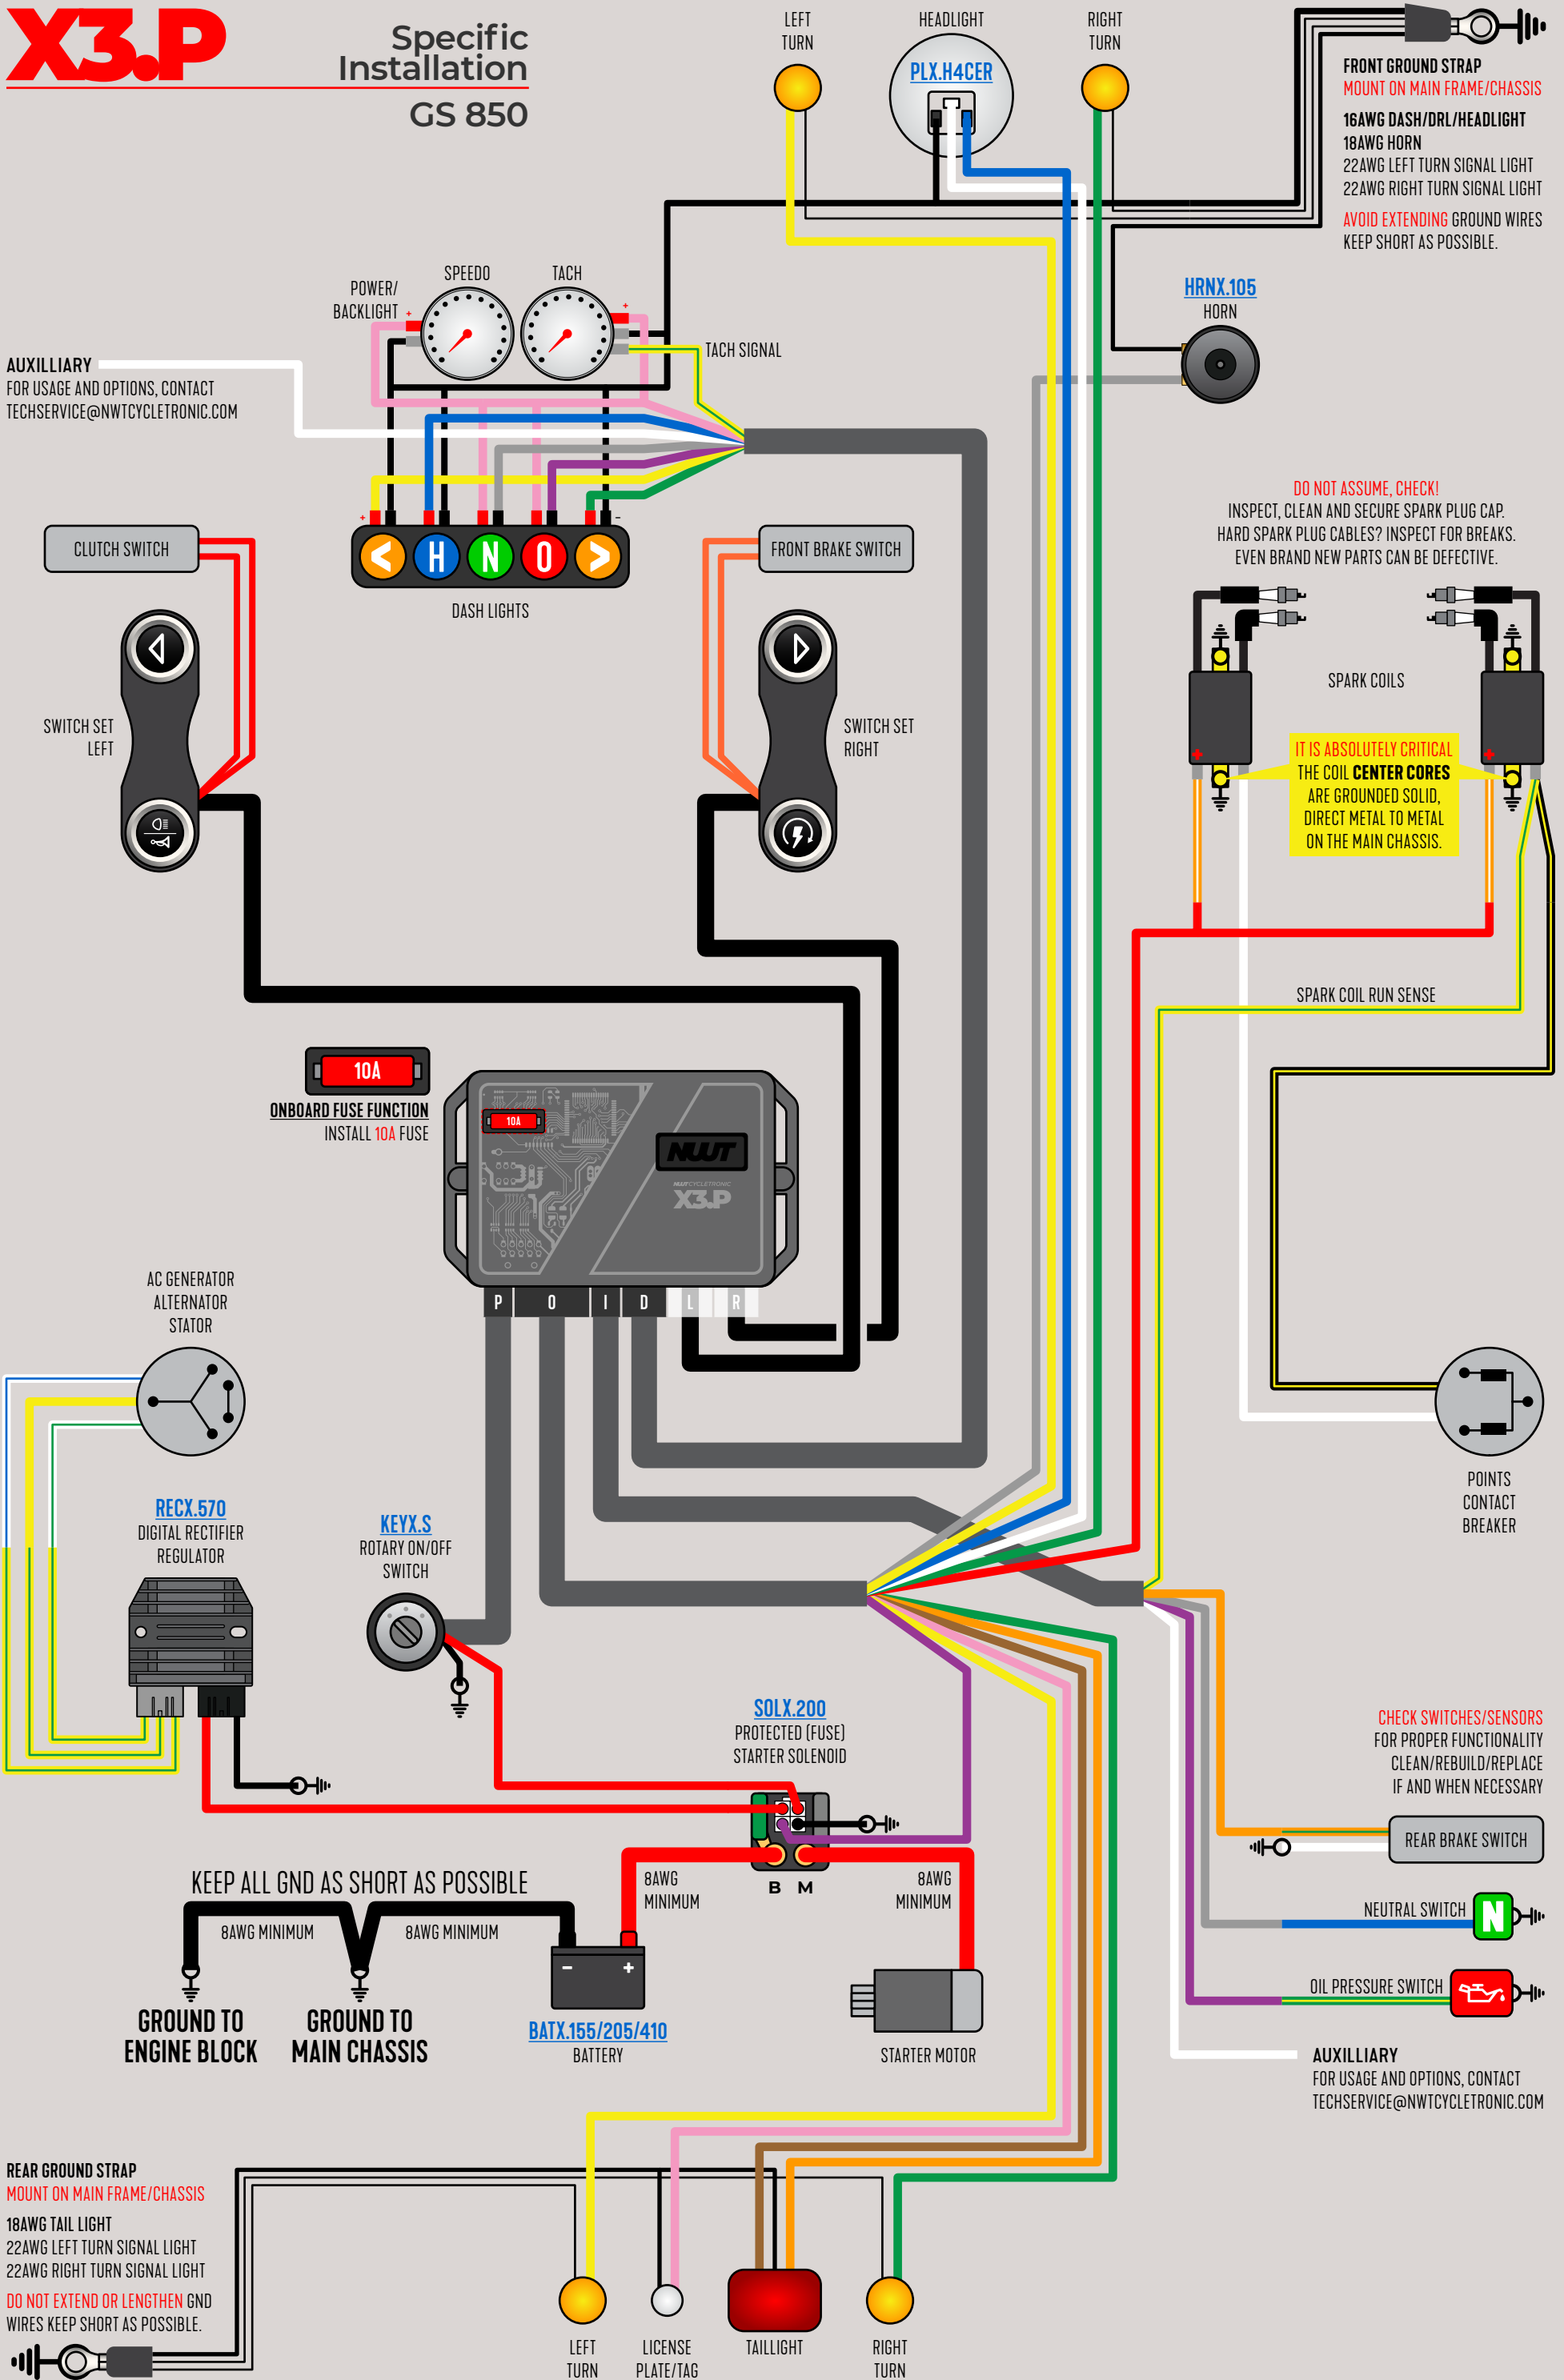 X3.P
Specific
Installation
GS 850
LEFT
TURN
HEADLIGHT
PLX.H4CER
RIGHT
TURN
FRONT GROUND STRAP
MOUNT ON MAIN FRAME/CHASSIS
16AWG DASH/DRL/HEADLIGHT
18AWG HORN
22AWG LEFT TURN SIGNAL LIGHT
22AWG RIGHT TURN SIGNAL LIGHT
AVOID EXTENDING GROUND WIRES
KEEP SHORT AS POSSIBLE.
SPEEDO
TACH
POWER/
BACKLIGHT
+
+
TACH SIGNAL
HRNX.105
HORN
AUXILLIARY
FOR USAGE AND OPTIONS, CONTACT
TECHSERVICE@NWTCYCLETRONIC.COM
+
-
< H N O >
DASH LIGHTS
CLUTCH SWITCH
FRONT BRAKE SWITCH
DO NOT ASSUME, CHECK!
INSPECT, CLEAN AND SECURE SPARK PLUG CAP.
HARD SPARK PLUG CABLES? INSPECT FOR BREAKS.
EVEN BRAND NEW PARTS CAN BE DEFECTIVE.
SWITCH SET
LEFT
SWITCH SET
RIGHT
SPARK COILS
+
+
IT IS ABSOLUTELY CRITICAL
THE COIL CENTER CORES
ARE GROUNDED SOLID,
DIRECT METAL TO METAL
ON THE MAIN CHASSIS.
SPARK COIL RUN SENSE
10A
ONBOARD FUSE FUNCTION
INSTALL 10A FUSE
10A
NWT
NWT CYCLETRONIC
X3.P
P O I D L R
AC GENERATOR
ALTERNATOR
STATOR
POINTS
CONTACT
BREAKER
RECX.570
DIGITAL RECTIFIER
REGULATOR
KEYX.S
ROTARY ON/OFF
SWITCH
SOLX.200
PROTECTED (FUSE)
STARTER SOLENOID
B M
CHECK SWITCHES/SENSORS
FOR PROPER FUNCTIONALITY
CLEAN/REBUILD/REPLACE
IF AND WHEN NECESSARY
REAR BRAKE SWITCH
NEUTRAL SWITCH
N
OIL PRESSURE SWITCH
KEEP ALL GND AS SHORT AS POSSIBLE
8AWG MINIMUM
8AWG MINIMUM
8AWG
MINIMUM
8AWG
MINIMUM
- +
GROUND TO
ENGINE BLOCK
GROUND TO
MAIN CHASSIS
BATX.155/205/410
BATTERY
STARTER MOTOR
AUXILLIARY
FOR USAGE AND OPTIONS, CONTACT
TECHSERVICE@NWTCYCLETRONIC.COM
REAR GROUND STRAP
MOUNT ON MAIN FRAME/CHASSIS
18AWG TAIL LIGHT
22AWG LEFT TURN SIGNAL LIGHT
22AWG RIGHT TURN SIGNAL LIGHT
DO NOT EXTEND OR LENGTHEN GND
WIRES KEEP SHORT AS POSSIBLE.
LEFT
TURN
LICENSE
PLATE/TAG
TAILLIGHT
RIGHT
TURN